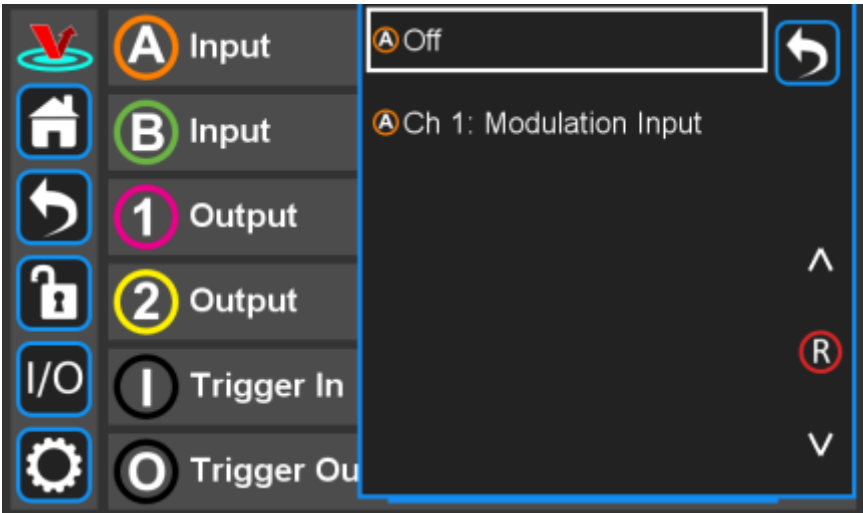 A Input
B Input
1 Output
2 Output
I/O
I Trigger In
O Trigger Ou
A Off
A Ch 1: Modulation Input
R